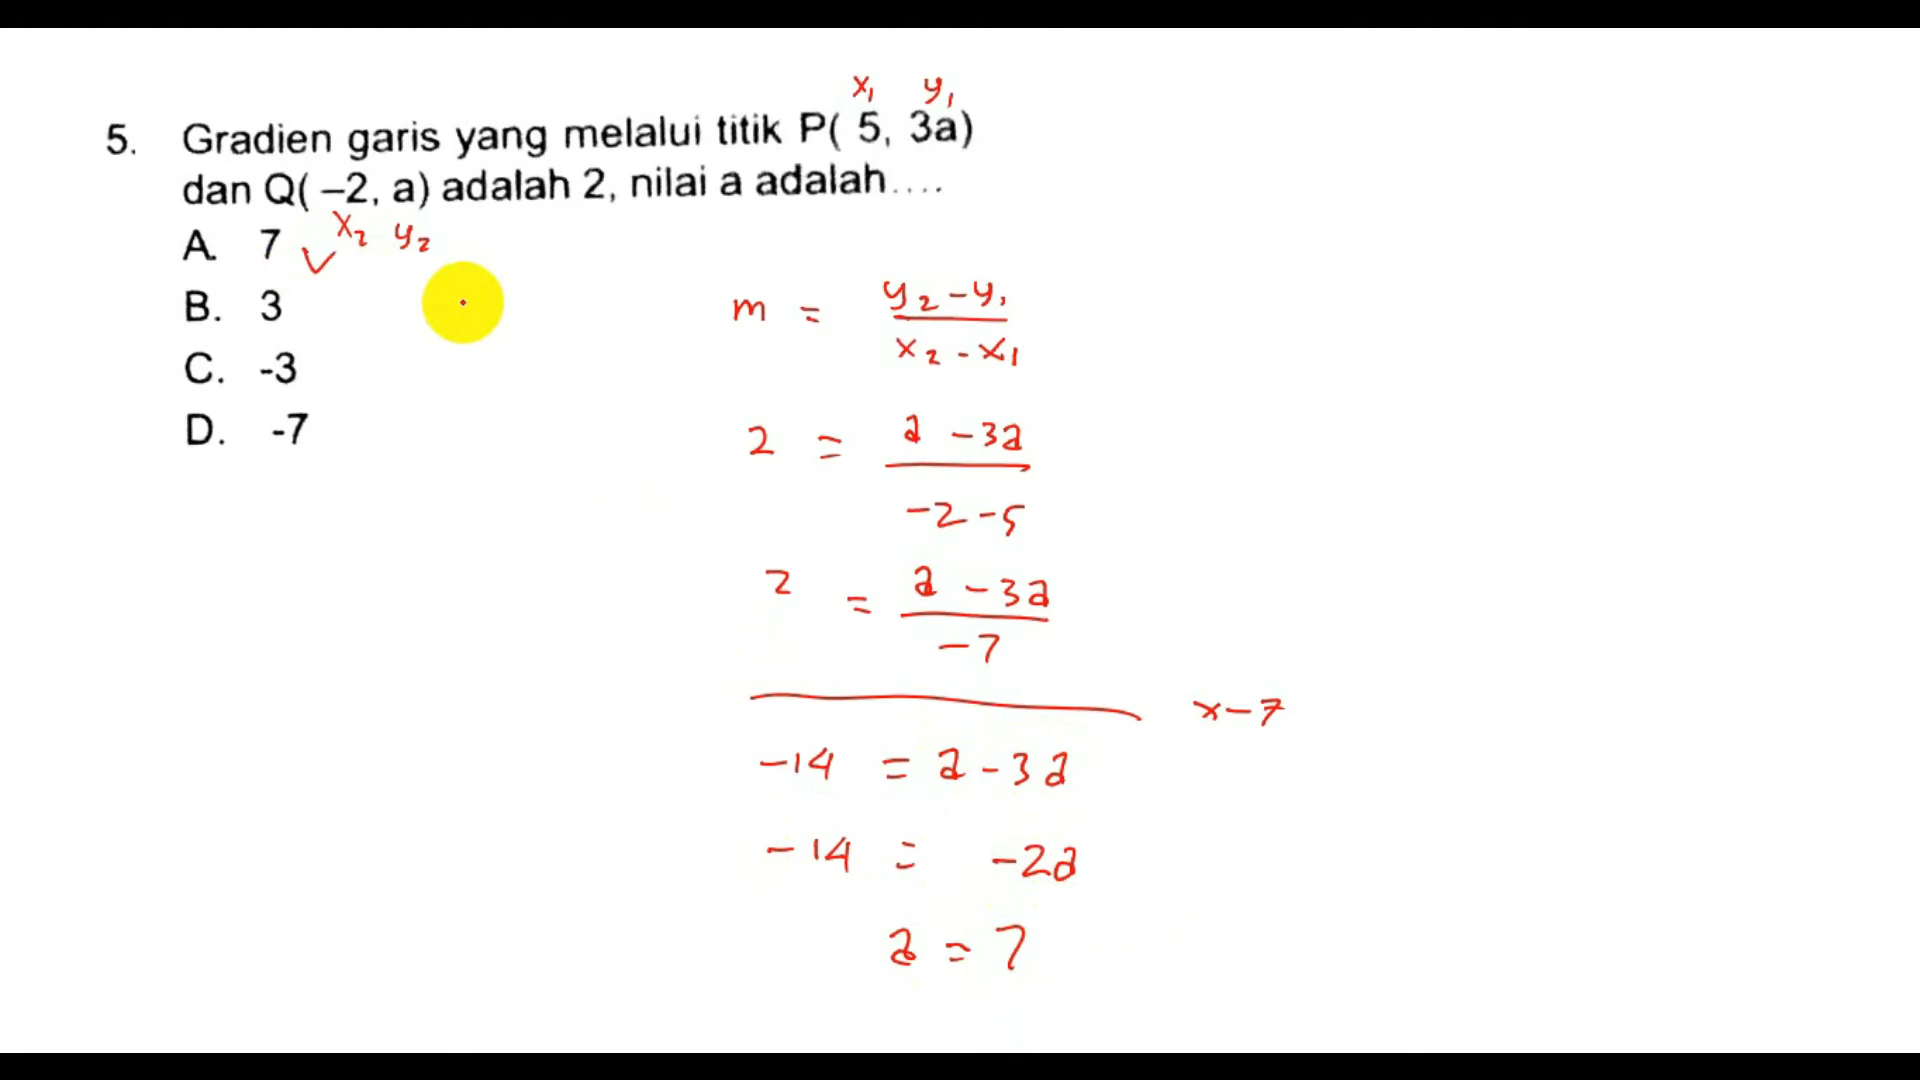 x₁ y₁
5. Gradien garis yang melalui titik P( 5, 3a)
dan Q( –2, a) adalah 2, nilai a adalah....
x₂ y₂
A. 7 ✓
B. 3
C. -3
D. -7
m = (y₂ - y₁)/(x₂ - x₁)
2 = (a - 3a)/(-2 - 5)
2 = (a - 3a)/(-7)
x - 7
-14 = a - 3a
-14 = -2a
a = 7